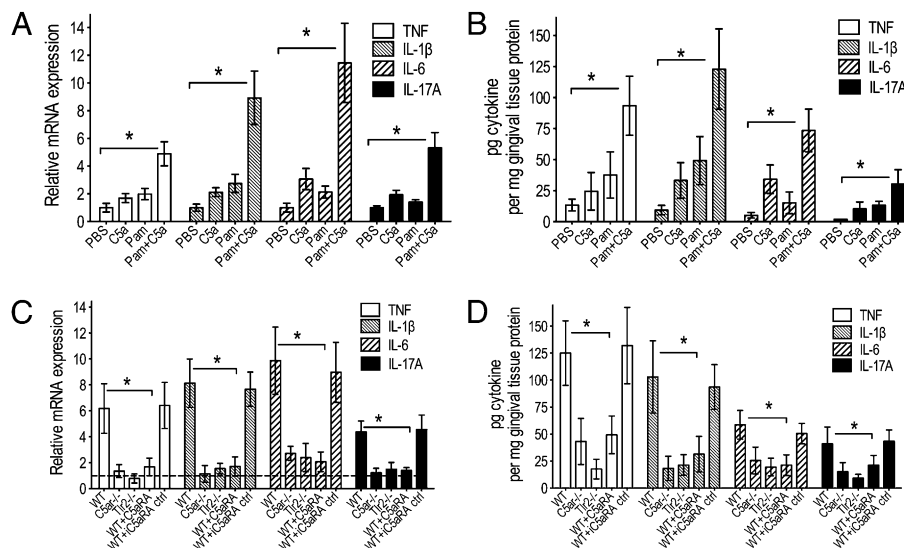 A
Relative mRNA expression
14
12
10
8
6
4
2
0
*
*
*
*
TNF
IL-1β
IL-6
IL-17A
PBS
C5a
Pam
Pam+C5a
PBS
C5a
Pam
Pam+C5a
PBS
C5a
Pam
Pam+C5a
PBS
C5a
Pam
Pam+C5a
B
pg cytokine
per mg gingival tissue protein
150
125
100
75
50
25
0
*
*
*
*
TNF
IL-1β
IL-6
IL-17A
PBS
C5a
Pam
Pam+C5a
PBS
C5a
Pam
Pam+C5a
PBS
C5a
Pam
Pam+C5a
PBS
C5a
Pam
Pam+C5a
C
Relative mRNA expression
14
12
10
8
6
4
2
0
*
*
*
*
TNF
IL-1β
IL-6
IL-17A
WT
C5ar-/-
Tlr2-/-
WT+C5aRA
WT+iC5aRA ctrl
WT
C5ar-/-
Tlr2-/-
WT+C5aRA
WT+iC5aRA ctrl
WT
C5ar-/-
Tlr2-/-
WT+C5aRA
WT+iC5aRA ctrl
WT
C5ar-/-
Tlr2-/-
WT+C5aRA
WT+iC5aRA ctrl
D
pg cytokine
per mg gingival tissue protein
150
125
100
75
50
25
0
*
*
*
*
TNF
IL-1β
IL-6
IL-17A
WT
C5ar-/-
Tlr2-/-
WT+C5aRA
WT+iC5aRA ctrl
WT
C5ar-/-
Tlr2-/-
WT+C5aRA
WT+iC5aRA ctrl
WT
C5ar-/-
Tlr2-/-
WT+C5aRA
WT+iC5aRA ctrl
WT
C5ar-/-
Tlr2-/-
WT+C5aRA
WT+iC5aRA ctrl